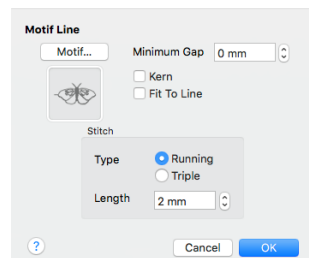 Motif Line
Motif... Minimum Gap 0 mm
Kern
Fit To Line
Stitch
Type Running
Triple
Length 2 mm
? Cancel OK